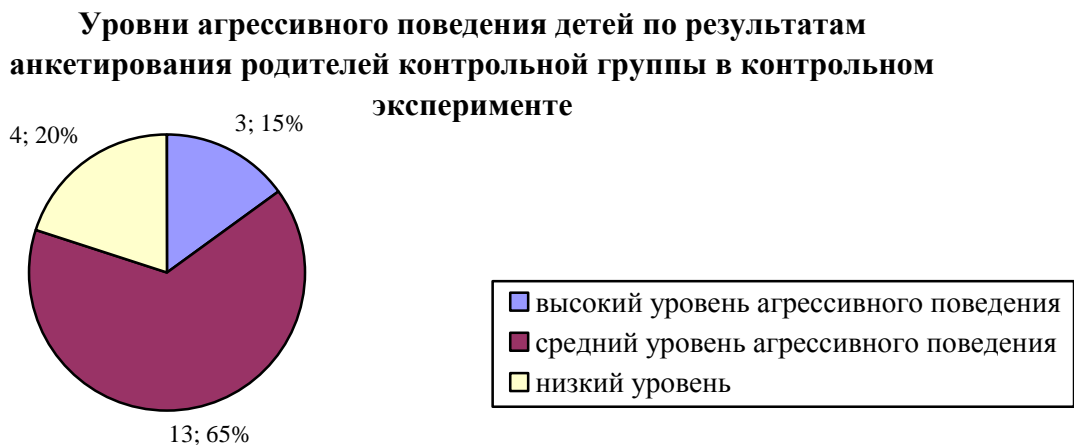 Уровни агрессивного поведения детей по результатам
анкетирования родителей контрольной группы в контрольном
эксперименте
4; 20%
3; 15%
13; 65%
высокий уровень агрессивного поведения
средний уровень агрессивного поведения
низкий уровень